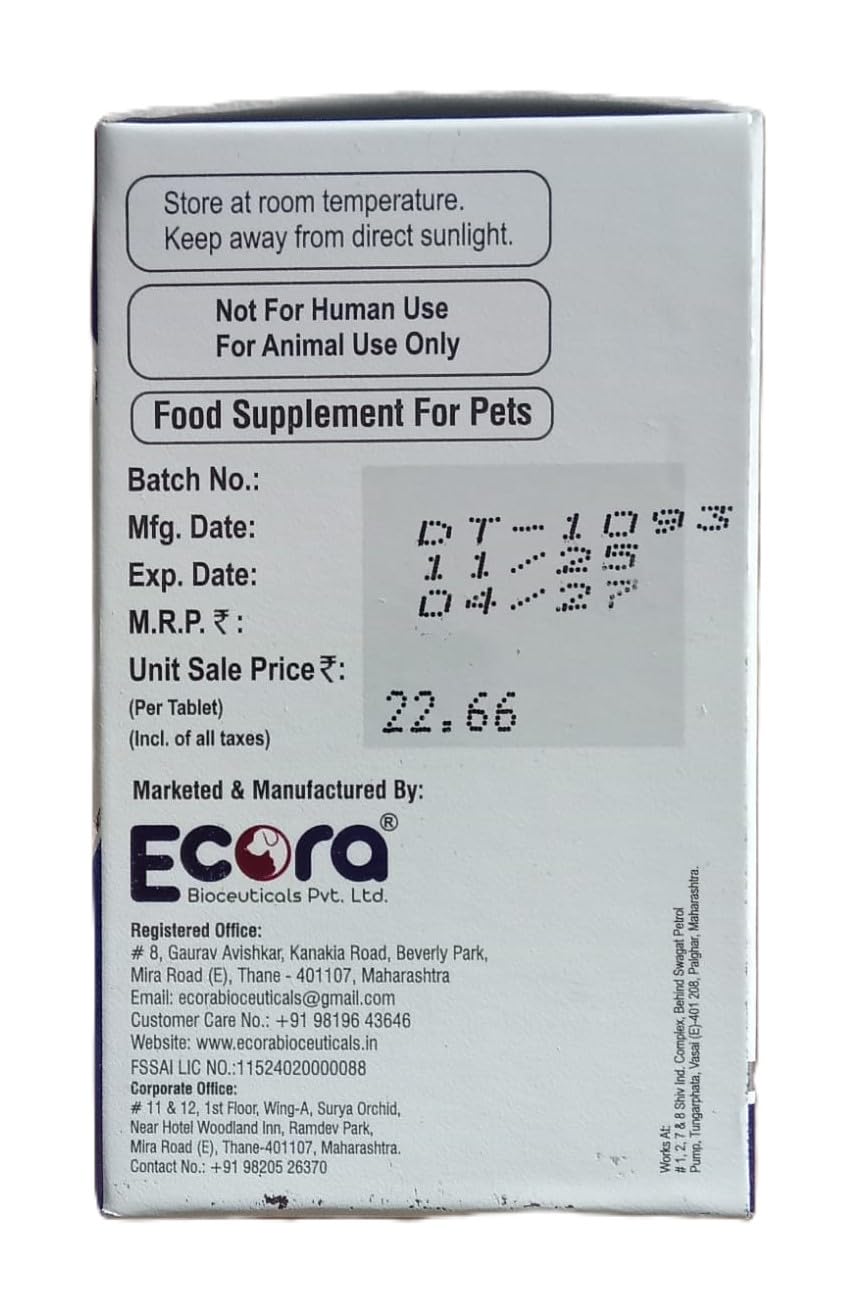 Store at room temperature.
Keep away from direct sunlight.
Not For Human Use
For Animal Use Only
Food Supplement For Pets
Batch No.:
DT-1093
Mfg. Date:
11/25
Exp. Date:
04/27
M.R.P. ₹ :
Unit Sale Price ₹:
(Per Tablet)
22.66
(Incl. of all taxes)
Marketed & Manufactured By:
Ecora®
Bioceuticals Pvt. Ltd.
Registered Office:
# 8, Gaurav Avishkar, Kanakia Road, Beverly Park,
Mira Road (E), Thane - 401107, Maharashtra
Email: ecorabioceuticals@gmail.com
Customer Care No.: +91 98196 43646
Website: www.ecorabioceuticals.in
FSSAI LIC NO.:11524020000088
Corporate Office:
# 11 & 12, 1st Floor, Wing-A, Surya Orchid,
Near Hotel Woodland Inn, Ramdev Park,
Mira Road (E), Thane-401107, Maharashtra.
Contact No.: +91 98205 26370
Works At:
# 1, 2, 7 & 8 Shiv Ind. Complex, Behind Swagat Petrol
Pump, Tungarphata, Vasai (E)-401 208, Palghar, Maharashtra.